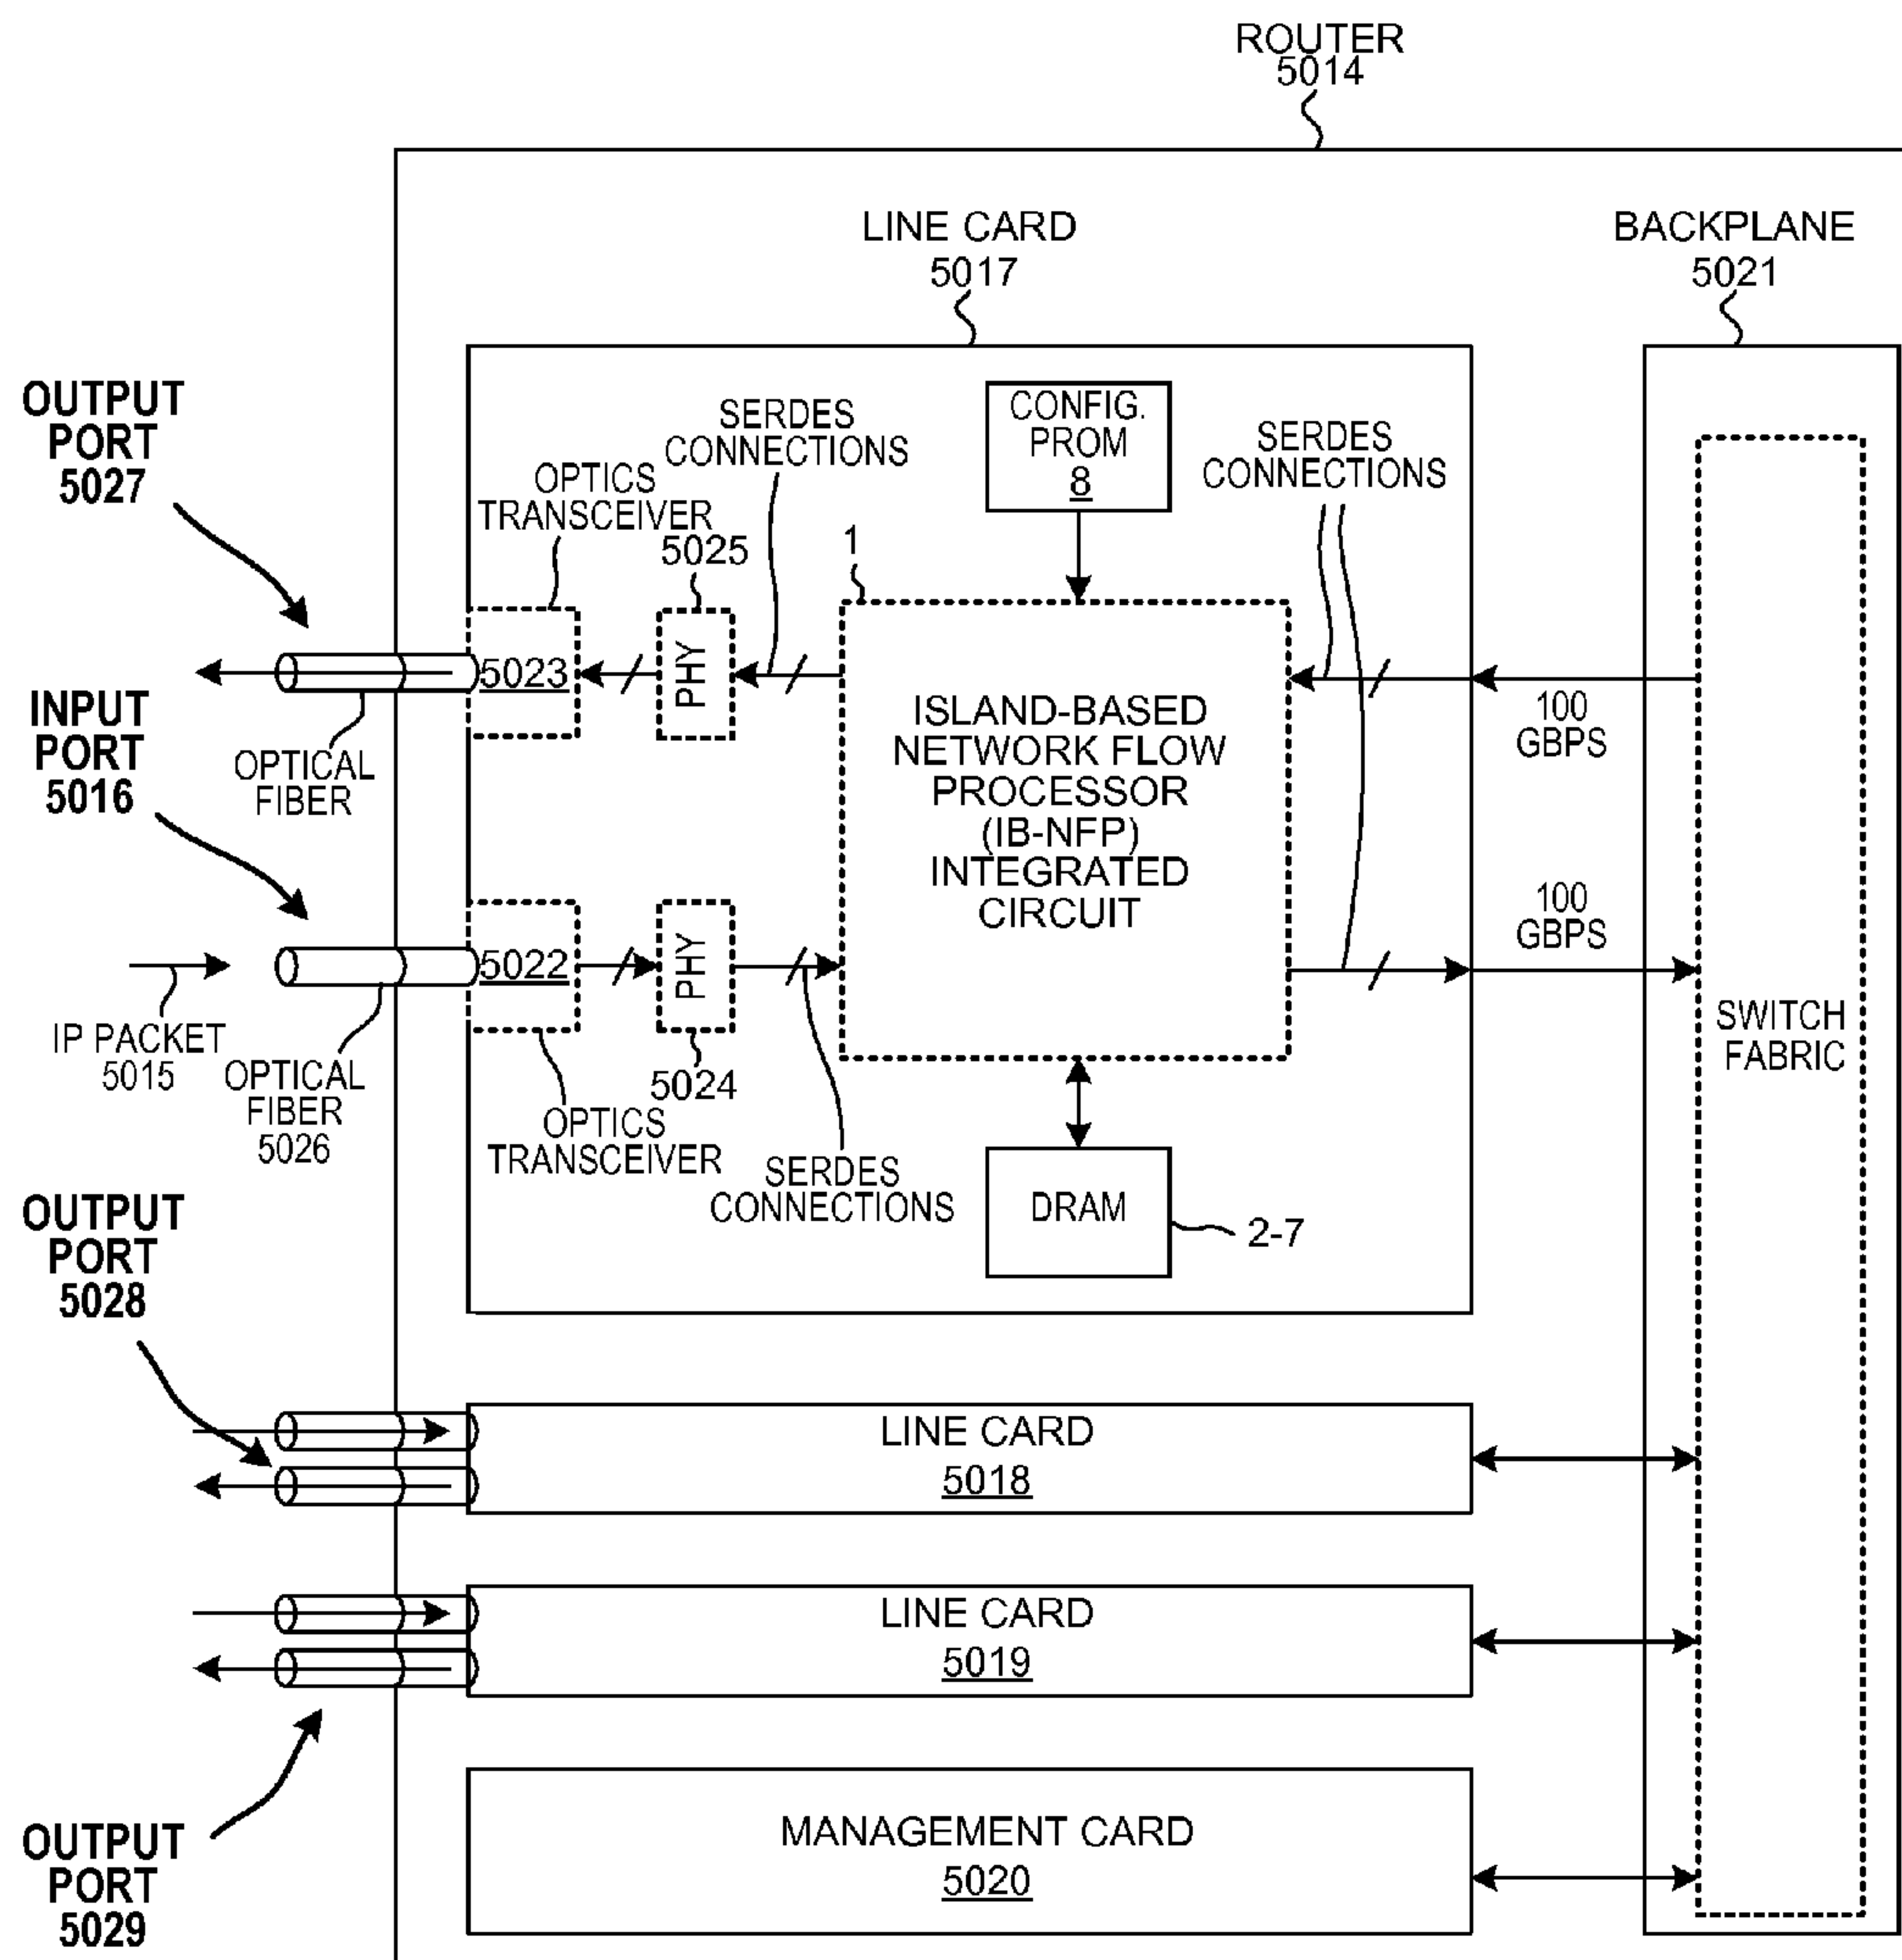 ROUTER
5014
LINE CARD
5017
BACKPLANE
5021
OUTPUT
PORT
5027
SERDES
CONNECTIONS
CONFIG.
PROM
8
SERDES
CONNECTIONS
OPTICS
TRANSCEIVER
5025
1
5023
PHY
INPUT
PORT
5016
OPTICAL
FIBER
ISLAND-BASED
NETWORK FLOW
PROCESSOR
(IB-NFP)
INTEGRATED
CIRCUIT
100
GBPS
100
GBPS
5022
PHY
IP PACKET
5015
OPTICAL
FIBER
5026
5024
OPTICS
TRANSCEIVER
SERDES
CONNECTIONS
SWITCH
FABRIC
DRAM
2-7
OUTPUT
PORT
5028
LINE CARD
5018
LINE CARD
5019
OUTPUT
PORT
5029
MANAGEMENT CARD
5020